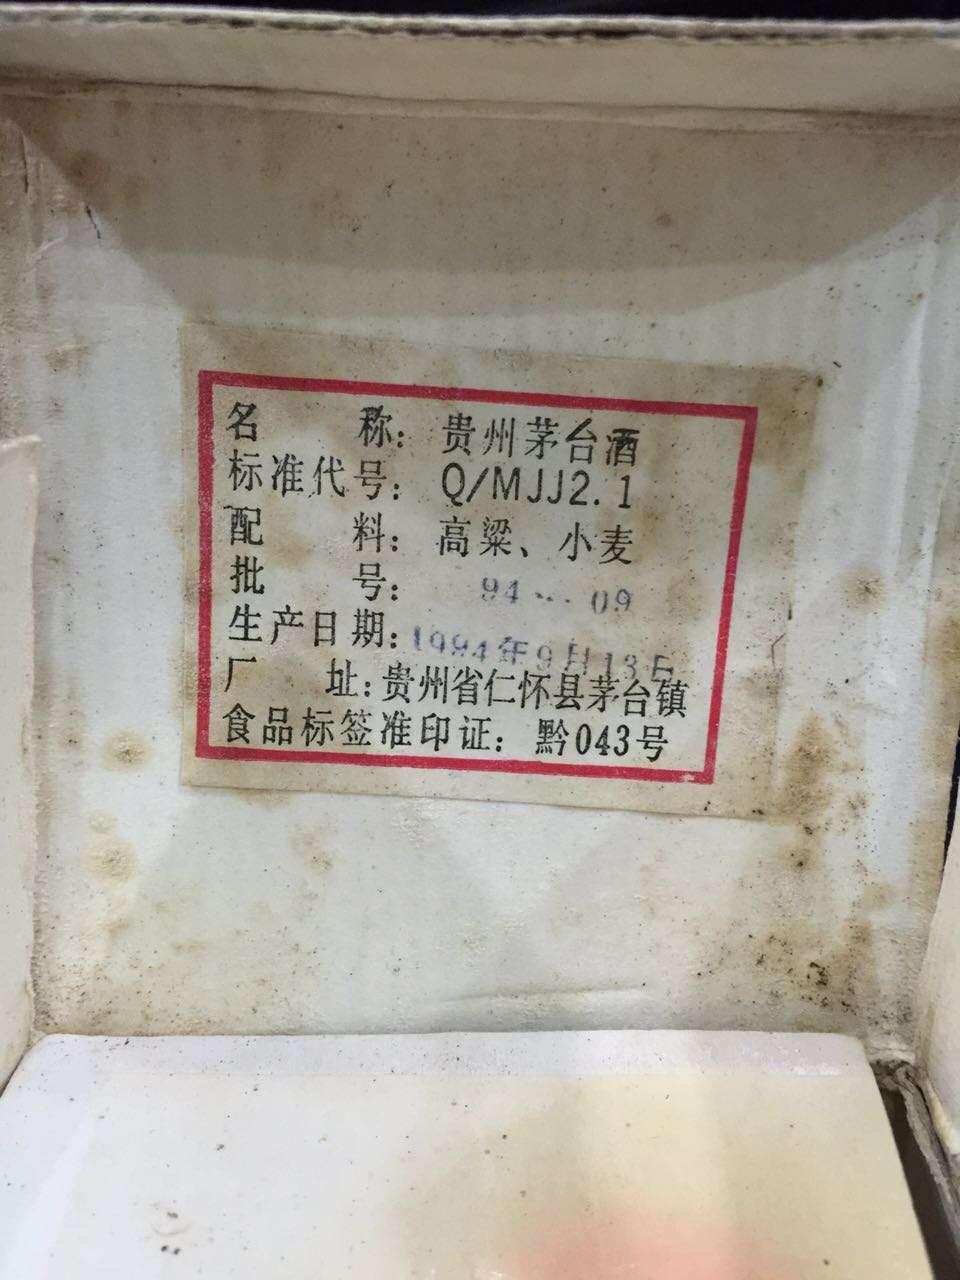 名称：贵州茅台酒
标准代号：Q/MJJ2.1
配料：高粱、小麦
批号：94-09
生产日期：1994年9月13日
厂址：贵州省仁怀县茅台镇
食品标签准印证：黔043号